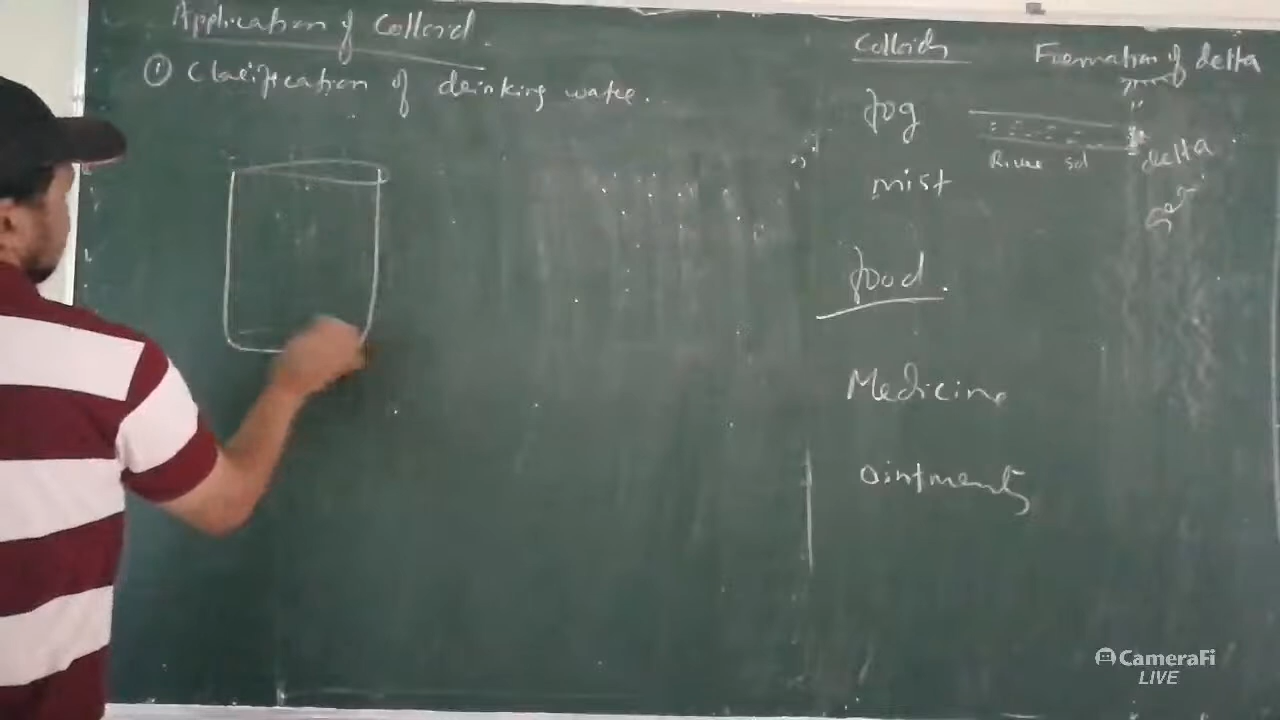 Application of Colloid.
① Clarification of drinking water.
Colloids
fog
mist
food.
Medicine
Ointments
Formation of delta
River sol
delta
CameraFi
LIVE